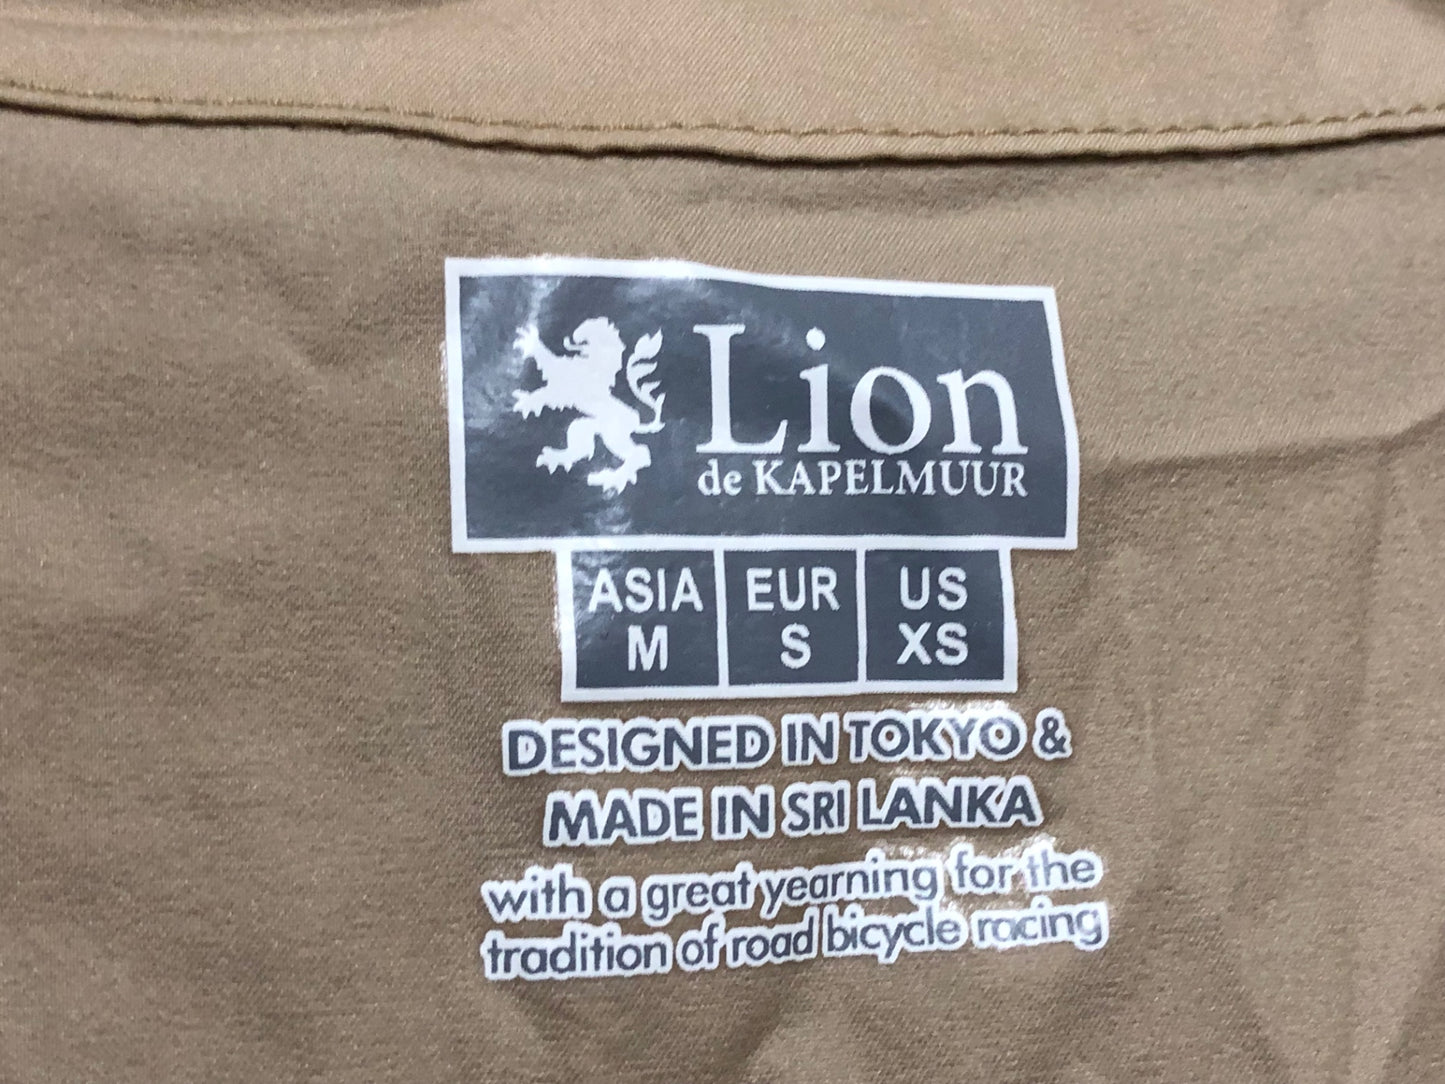 Lion
de KAPELMUUR
ASIA EUR US
M S XS
DESIGNED IN TOKYO &
MADE IN SRI LANKA
with a great yearning for the
tradition of road bicycle racing